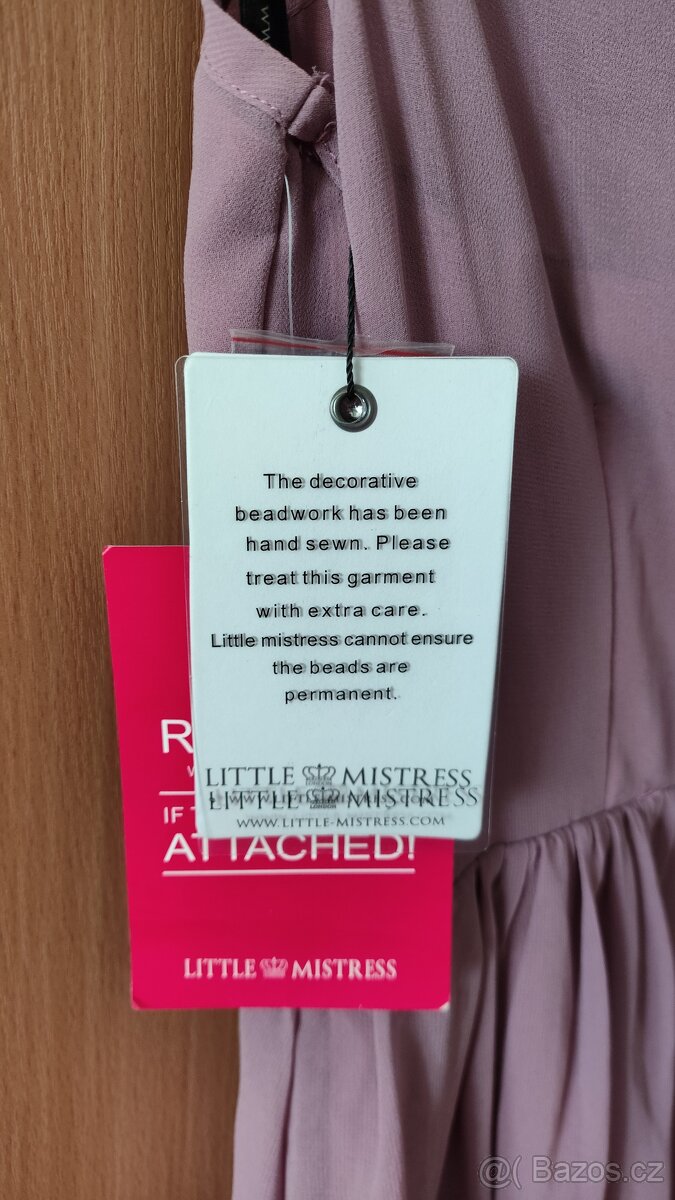 The decorative
beadwork has been
hand sewn. Please
treat this garment
with extra care.
Little mistress cannot ensure
the beads are
permanent.
LITTLE MISTRESS
LITTLE MISTRESS
LONDON
WWW.LITTLE-MISTRESS.COM
R
IF
ATTACHED!
LITTLE MISTRESS
@( Bazos.cz